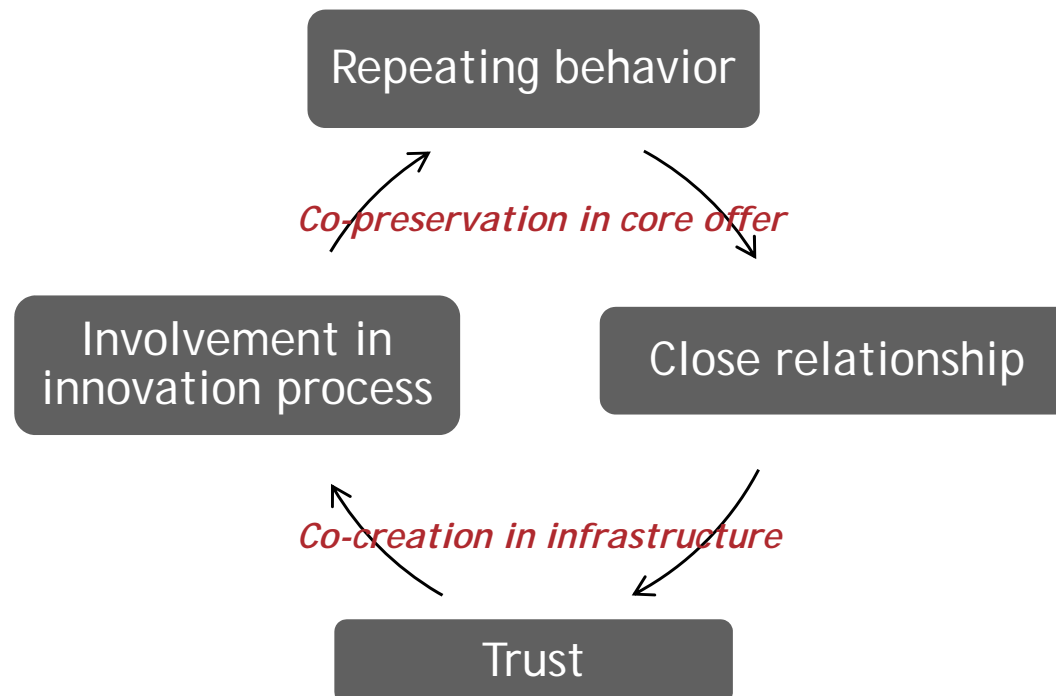 Repeating behavior
Co-preservation in core offer
Involvement in
innovation process
Close relationship
Co-creation in infrastructure
Trust